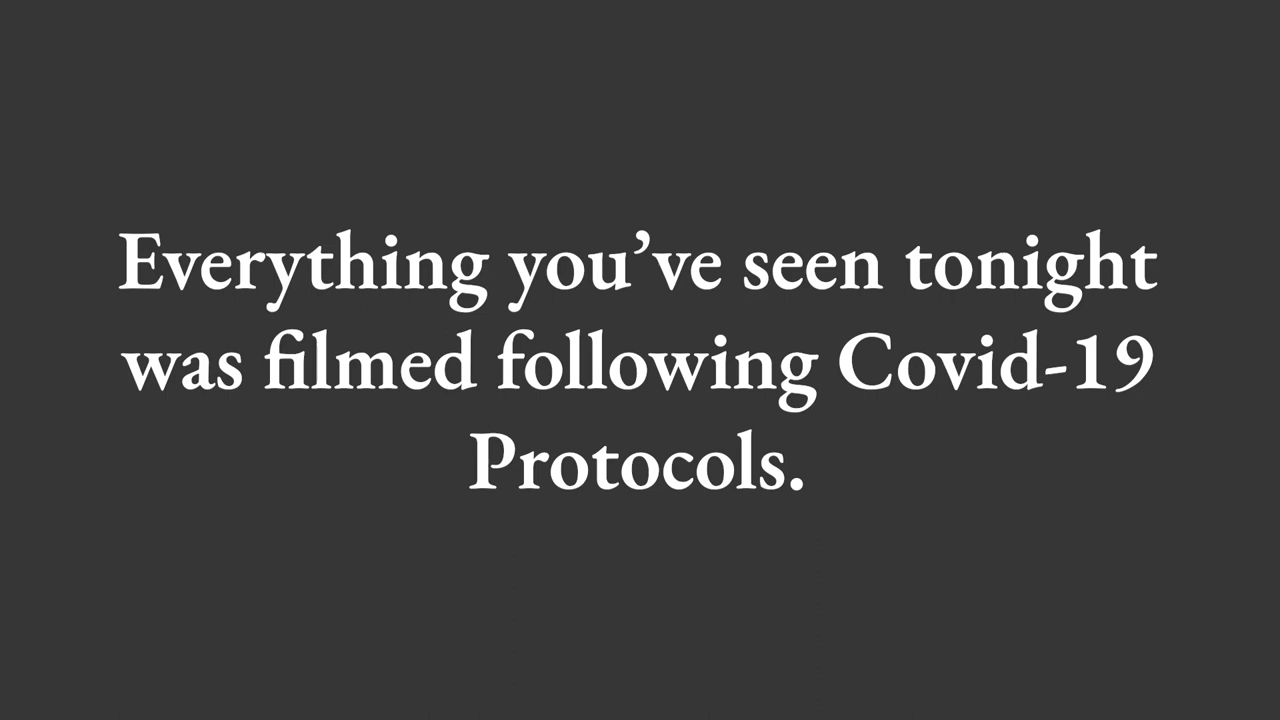 Everything you’ve seen tonight
was filmed following Covid-19
Protocols.